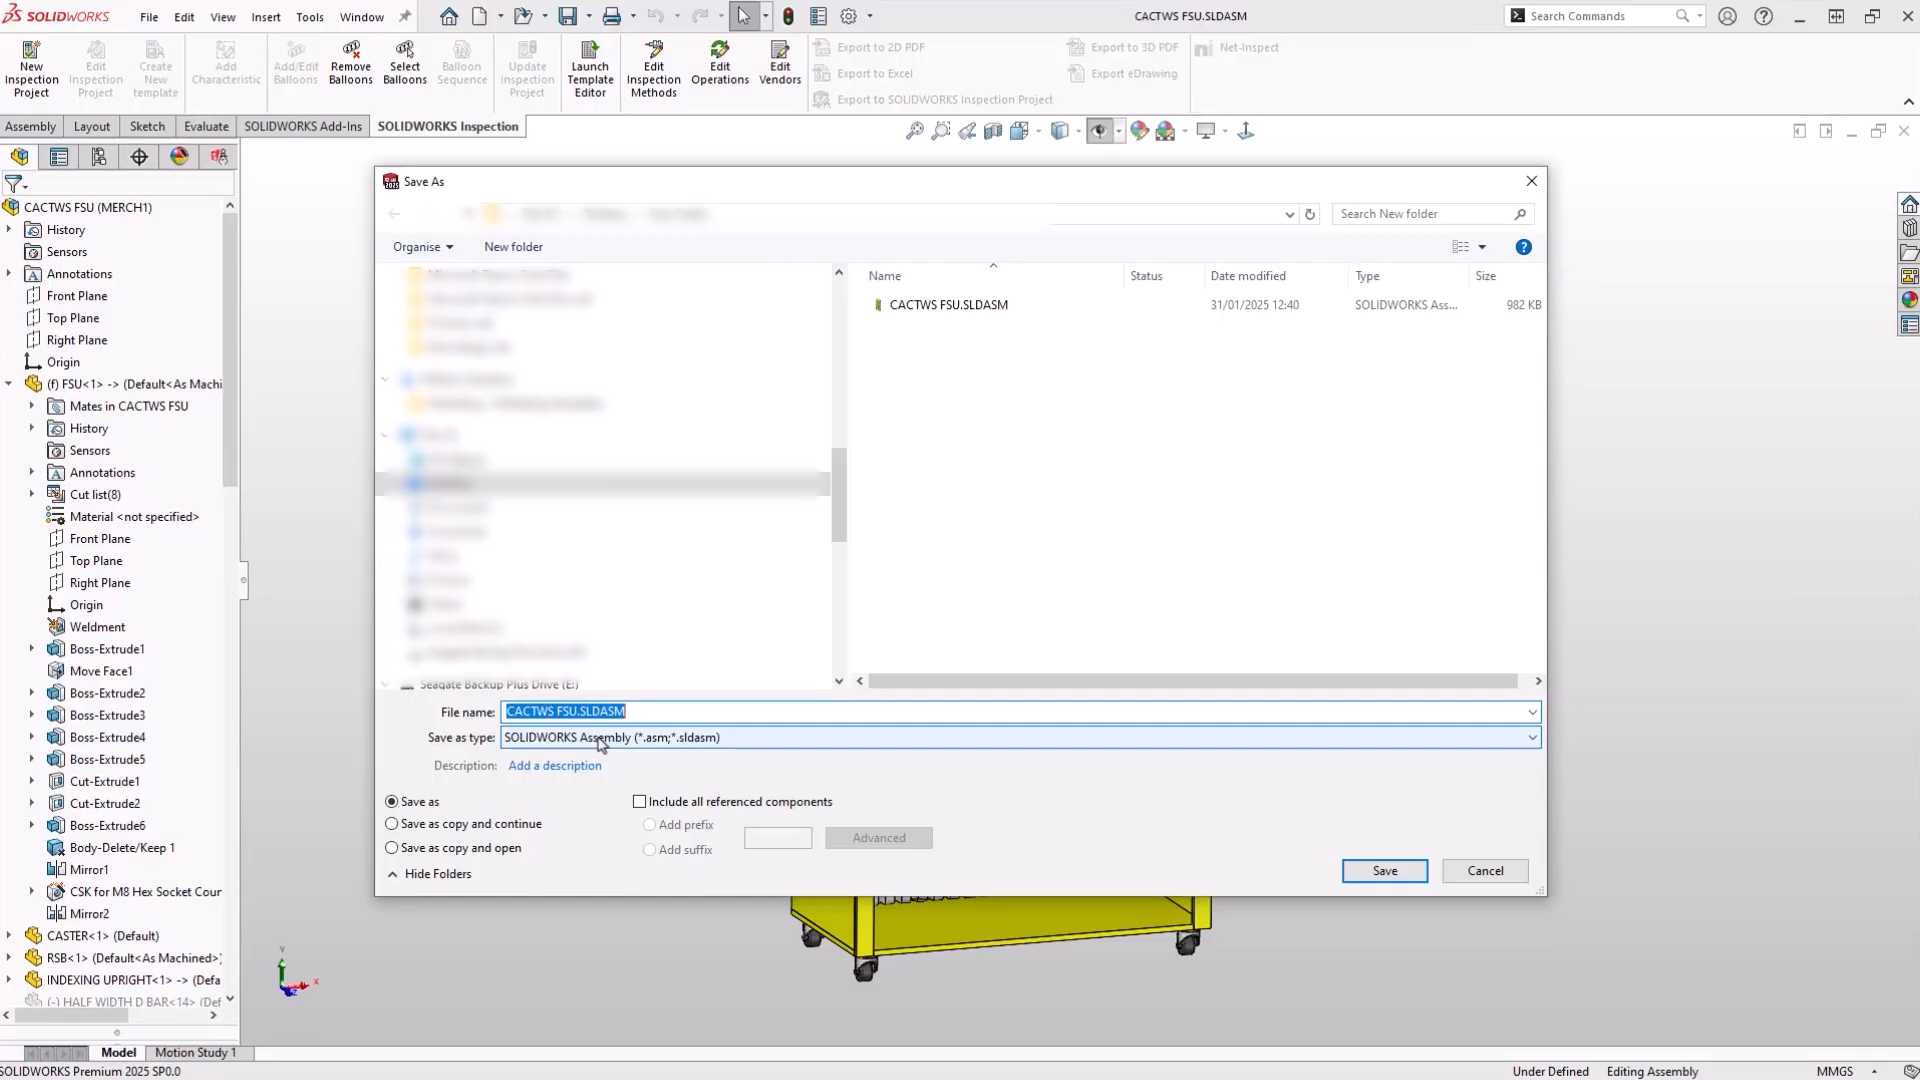 SOLIDWORKS
File Edit View Insert Tools Window
CACTWS FSU.SLDASM
Search Commands
New Inspection Project
Edit Inspection Project
Create New template
Add Characteristic
Add/Edit Balloons
Remove Balloons
Select Balloons
Balloon Sequence
Update Inspection Project
Launch Template Editor
Edit Inspection Methods
Edit Operations
Edit Vendors
Export to 2D PDF
Export to Excel
Export to SOLIDWORKS Inspection Project
Export to 3D PDF
Export eDrawing
Net-Inspect
Assembly Layout Sketch Evaluate SOLIDWORKS Add-Ins SOLIDWORKS Inspection
CACTWS FSU (MERCH1)
History
Sensors
Annotations
Front Plane
Top Plane
Right Plane
Origin
(f) FSU<1> -> (Default<As Machi
Mates in CACTWS FSU
History
Sensors
Annotations
Cut list(8)
Material <not specified>
Front Plane
Top Plane
Right Plane
Origin
Weldment
Boss-Extrude1
Move Face1
Boss-Extrude2
Boss-Extrude3
Boss-Extrude4
Boss-Extrude5
Cut-Extrude1
Cut-Extrude2
Boss-Extrude6
Body-Delete/Keep 1
Mirror1
CSK for M8 Hex Socket Cour
Mirror2
CASTER<1> (Default)
RSB<1> (Default<As Machined>)
INDEXING UPRIGHT<1> -> (Defa
(-) HALF WIDTH D BAR<14> (Def
Save As
Search New folder
Organise New folder
Name Status Date modified Type Size
CACTWS FSU.SLDASM 31/01/2025 12:40 SOLIDWORKS Ass... 982 KB
Seagate Backup Plus Drive (E:)
File name: CACTWS FSU.SLDASM
Save as type: SOLIDWORKS Assembly (*.asm;*.sldasm)
Description: Add a description
Save as
Save as copy and continue
Save as copy and open
Include all referenced components
Add prefix
Add suffix
Advanced
Hide Folders
Save Cancel
Y
X
Z
Model Motion Study 1
SOLIDWORKS Premium 2025 SP0.0
Under Defined Editing Assembly MMGS